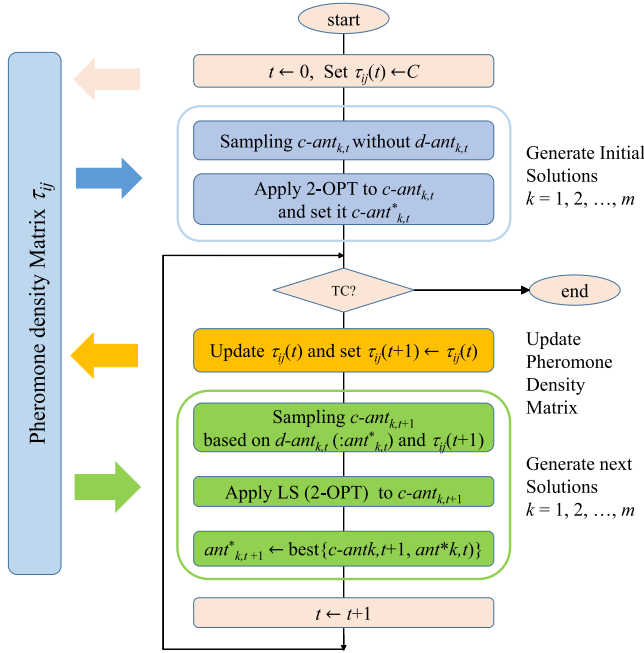 start
t ← 0, Set τij(t) ←C
Sampling c-antk,t without d-antk,t
Apply 2-OPT to c-antk,t
and set it c-ant*k,t
Generate Initial
Solutions
k = 1, 2, …, m
Pheromone density Matrix τij
TC?
end
Update τij(t) and set τij(t+1) ← τij(t)
Update
Pheromone
Density
Matrix
Sampling c-antk,t+1
based on d-antk,t (:ant*k,t) and τij(t+1)
Apply LS (2-OPT) to c-antk,t+1
ant*k,t+1 ← best{c-antk,t+1, ant*k,t)}
Generate next
Solutions
k = 1, 2, …, m
t ← t+1